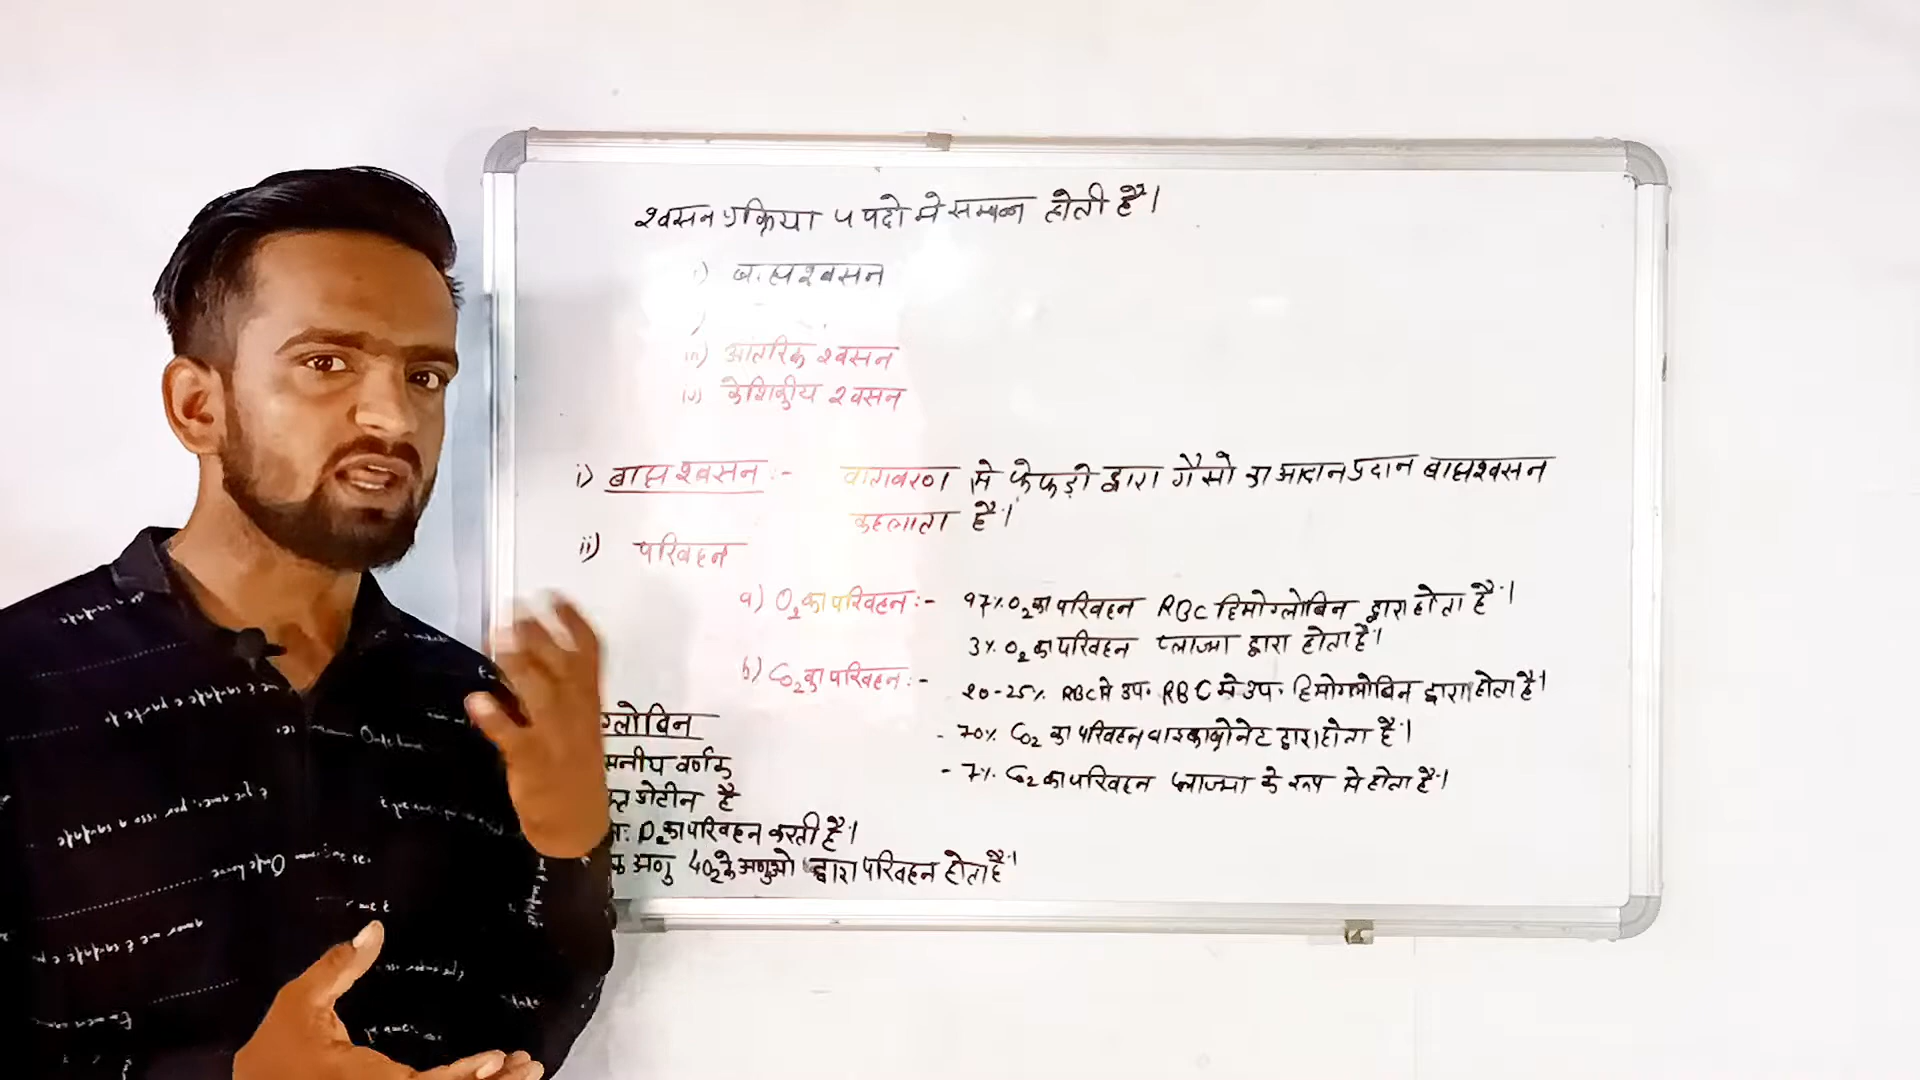 श्वसन प्रक्रिया 4 पदो मे सम्पन्न होती है।
i) बाह्य श्वसन
iii) आंतरिक श्वसन
iv) कोशिकीय श्वसन
i) बाह्य श्वसन :- वातावरण से फेफड़ो द्वारा गैसो का आदान प्रदान बाह्य श्वसन
कहलाता है।
ii) परिवहन
a) O₂ का परिवहन :- 97% O₂ का परिवहन RBC हिमोग्लोबिन द्वारा होता है।
3% O₂ का परिवहन प्लाज्मा द्वारा होता है।
b) CO₂ का परिवहन :- 20-25% RBC मे उप. RBC मे उप. हिमोग्लोबिन द्वारा होता है।
- 70% CO₂ का परिवहन द्वारा होता है।
- 7% CO₂ का परिवहन प्लाज्मा के रूप मे होता है।
ग्लोबिन
सनीय वर्णक
प्रोटीन है
O₂ का परिवहन करती है।
अणु 4O₂ के अणुओ द्वारा परिवहन होता है।